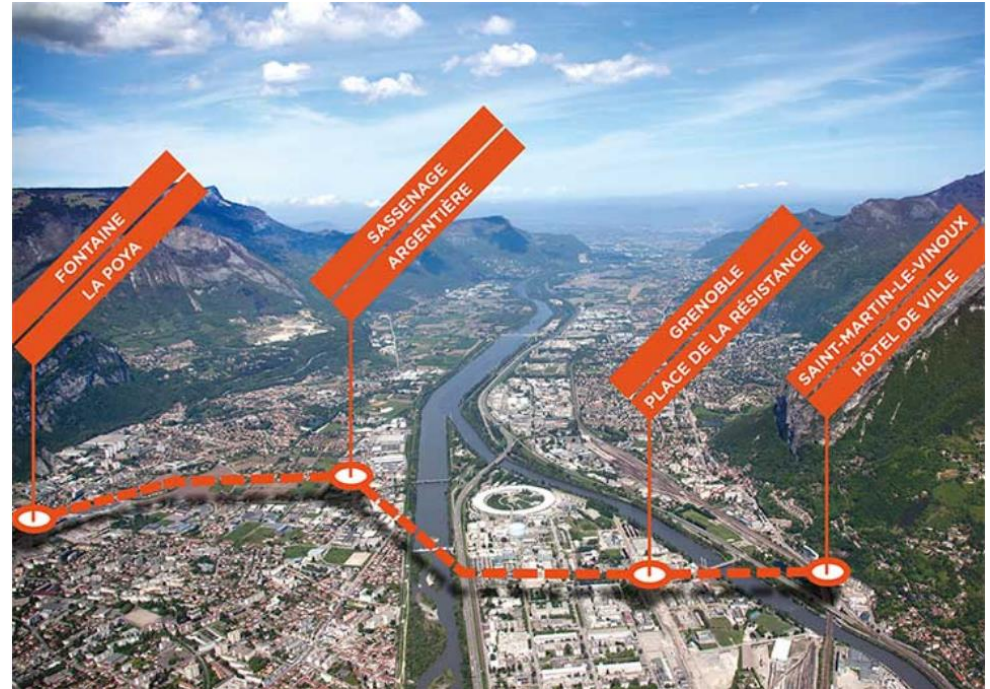 FONTAINE
LA POYA
SASSENAGE
ARGENTIÈRE
GRENOBLE
PLACE DE LA RÉSISTANCE
SAINT-MARTIN-LE-VINOUX
HÔTEL DE VILLE